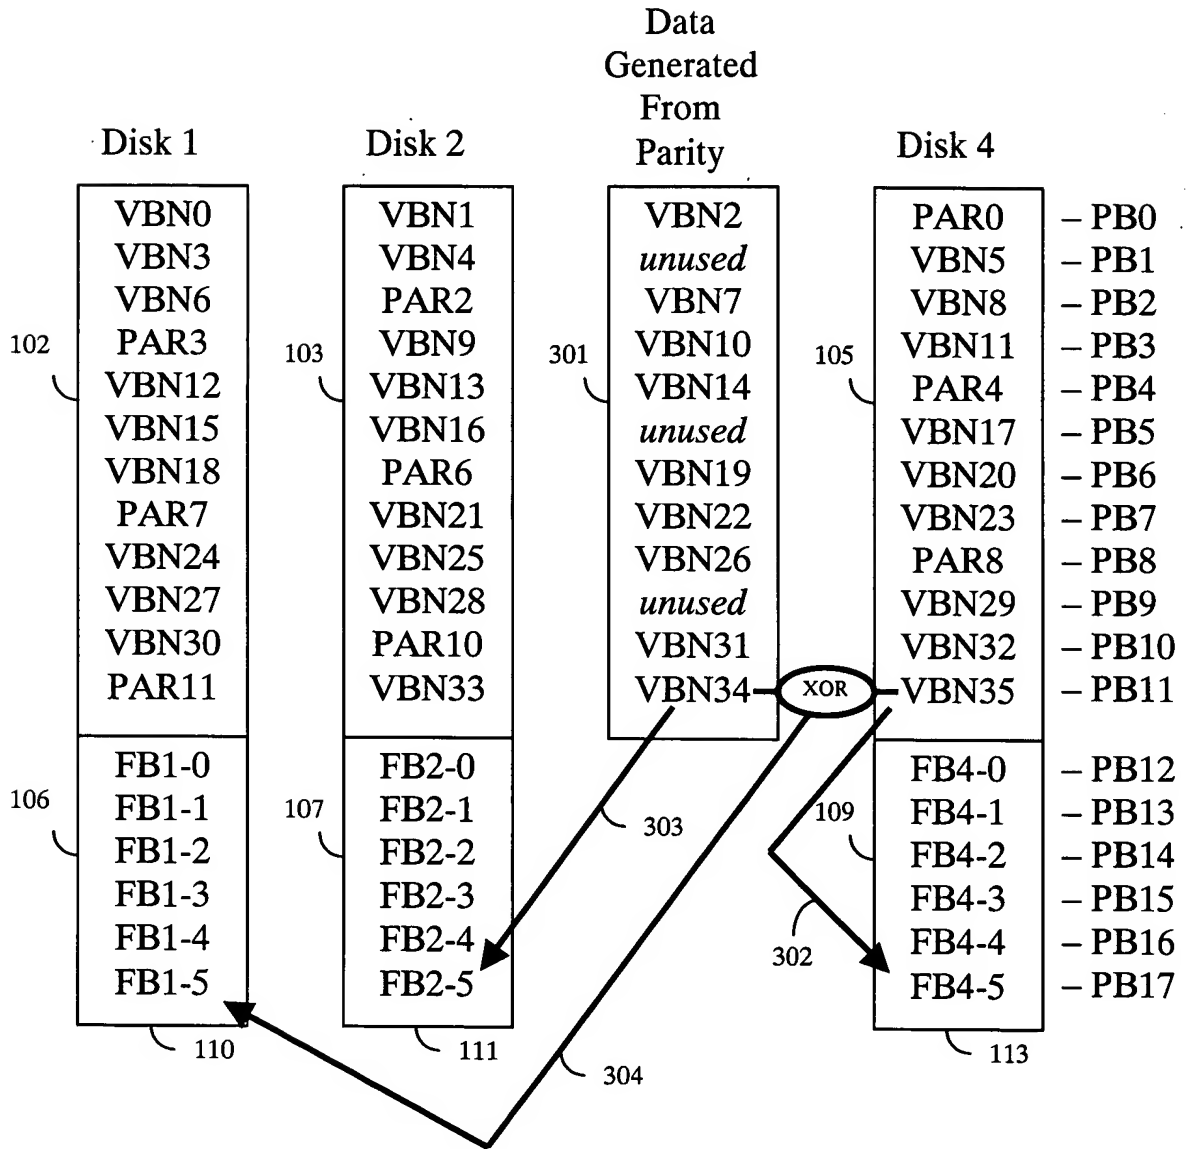 Data
Generated
From
Parity
Disk 1 Disk 2 Disk 4
VBN0 VBN1 VBN2 PAR0 – PB0
VBN3 VBN4 unused VBN5 – PB1
VBN6 PAR2 VBN7 VBN8 – PB2
102 PAR3 103 VBN9 301 VBN10 105 VBN11 – PB3
VBN12 VBN13 VBN14 PAR4 – PB4
VBN15 VBN16 unused VBN17 – PB5
VBN18 PAR6 VBN19 VBN20 – PB6
PAR7 VBN21 VBN22 VBN23 – PB7
VBN24 VBN25 VBN26 PAR8 – PB8
VBN27 VBN28 unused VBN29 – PB9
VBN30 PAR10 VBN31 VBN32 – PB10
PAR11 VBN33 VBN34 XOR VBN35 – PB11
FB1-0 FB2-0 FB4-0 – PB12
106 FB1-1 107 FB2-1 303 109 FB4-1 – PB13
FB1-2 FB2-2 FB4-2 – PB14
FB1-3 FB2-3 FB4-3 – PB15
FB1-4 FB2-4 302 FB4-4 – PB16
FB1-5 FB2-5 FB4-5 – PB17
110 111 304 113